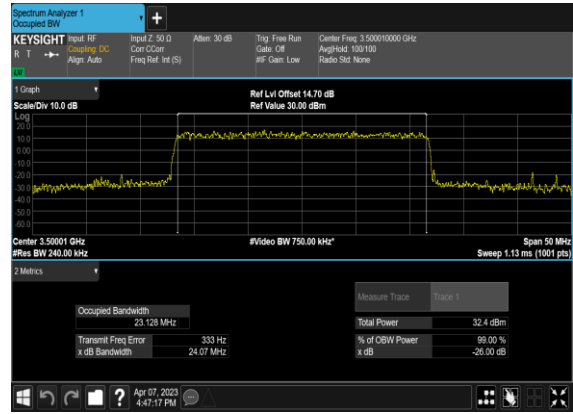 Spectrum Analyzer 1
Occupied BW
+
KEYSIGHT Input: RF Input Z: 50 Ω Atten: 30 dB Trig: Free Run Center Freq: 3.500010000 GHz
R T Coupling: DC Corr CCorr Gate: Off Avg|Hold: 100/100
Align: Auto Freq Ref: Int (S) #IF Gain: Low Radio Std: None
1 Graph
Ref Lvl Offset 14.70 dB
Scale/Div 10.0 dB Ref Value 30.00 dBm
Log
20.0
10.0
0.00
-10.0
-20.0
-30.0
-40.0
-50.0
-60.0
Center 3.50001 GHz #Video BW 750.00 kHz* Span 50 MHz
#Res BW 240.00 kHz Sweep 1.13 ms (1001 pts)
2 Metrics
Measure Trace Trace 1
Occupied Bandwidth
23.128 MHz Total Power 32.4 dBm
Transmit Freq Error 333 Hz % of OBW Power 99.00 %
x dB Bandwidth 24.07 MHz x dB -26.00 dB
? Apr 07, 2023
4:47:17 PM